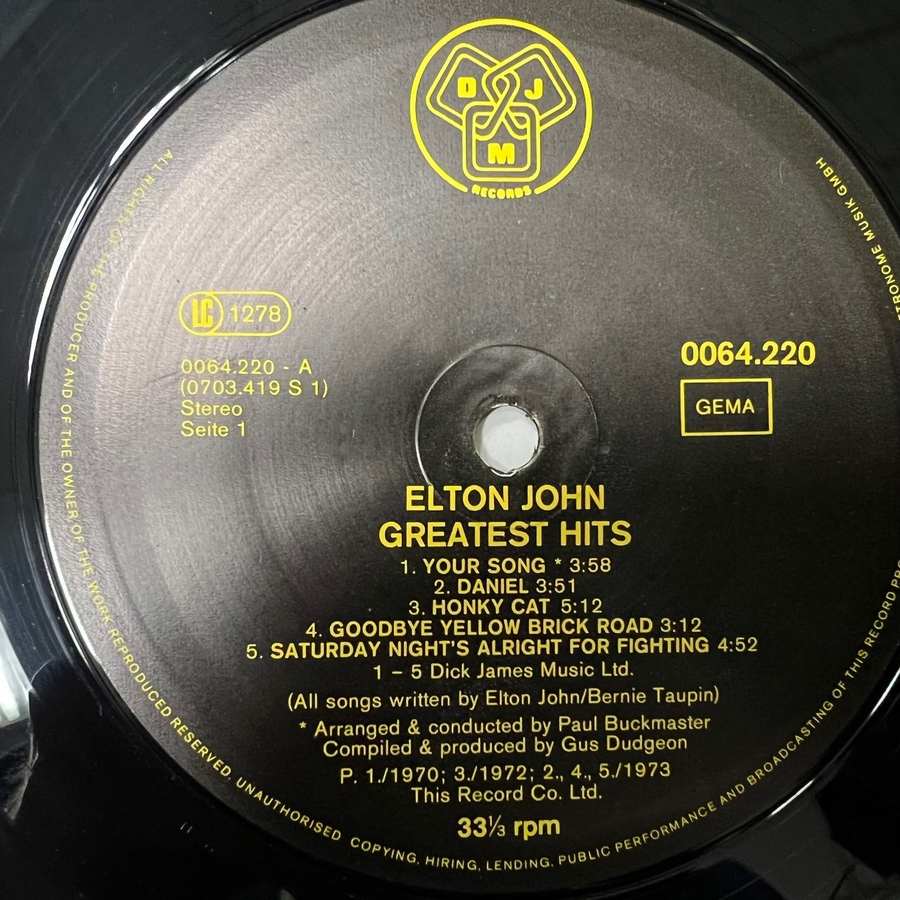 D J
M
RECORDS
LC 1278
0064.220 - A
(0703.419 S 1)
Stereo
Seite 1
0064.220
GEMA
ELTON JOHN
GREATEST HITS
1. YOUR SONG * 3:58
2. DANIEL 3:51
3. HONKY CAT 5:12
4. GOODBYE YELLOW BRICK ROAD 3:12
5. SATURDAY NIGHT'S ALRIGHT FOR FIGHTING 4:52
1 – 5 Dick James Music Ltd.
(All songs written by Elton John/Bernie Taupin)
* Arranged & conducted by Paul Buckmaster
Compiled & produced by Gus Dudgeon
P. 1./1970; 3./1972; 2., 4., 5./1973
This Record Co. Ltd.
33⅓ rpm
ALL RIGHTS OF THE PRODUCER AND OF THE OWNER OF THE WORK REPRODUCED RESERVED. UNAUTHORISED COPYING, HIRING, LENDING, PUBLIC PERFORMANCE AND BROADCASTING OF THIS RECORD MUSIK GMBH